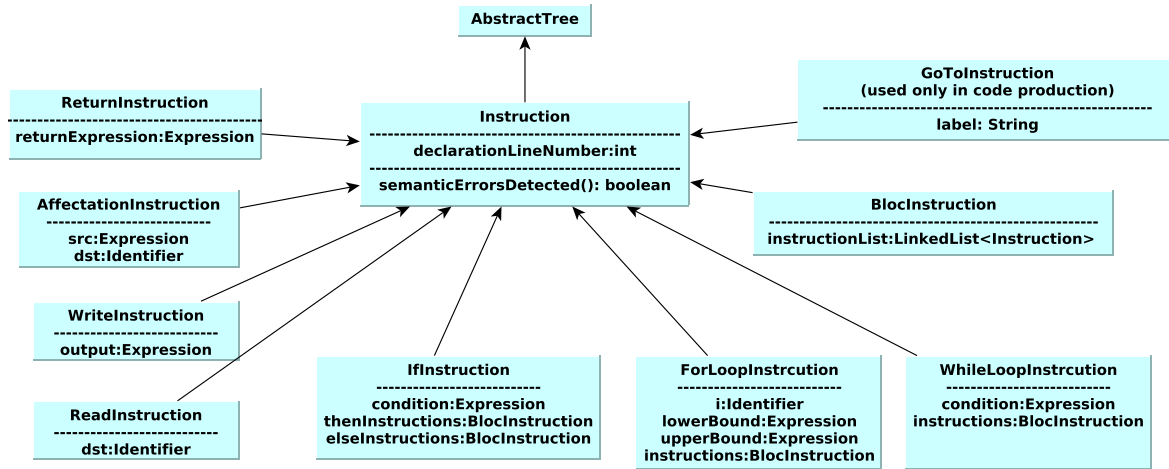 AbstractTree
GoToInstruction
(used only in code production)
-------------------------------------------------------
label: String
ReturnInstruction
------------------------------------------
returnExpression:Expression
Instruction
----------------------------------------------------
declarationLineNumber:int
----------------------------------------------------
semanticErrorsDetected(): boolean
AffectationInstruction
----------------------------
src:Expression
dst:Identifier
BlocInstruction
-------------------------------------------------------
instructionList:LinkedList<Instruction>
WriteInstruction
----------------------------
output:Expression
ReadInstruction
----------------------------
dst:Identifier
IfInstruction
----------------------------
condition:Expression
thenInstructions:BlocInstruction
elseInstructions:BlocInstruction
ForLoopInstrcution
----------------------------
i:Identifier
lowerBound:Expression
upperBound:Expression
instructions:BlocInstruction
WhileLoopInstrcution
----------------------------
condition:Expression
instructions:BlocInstruction